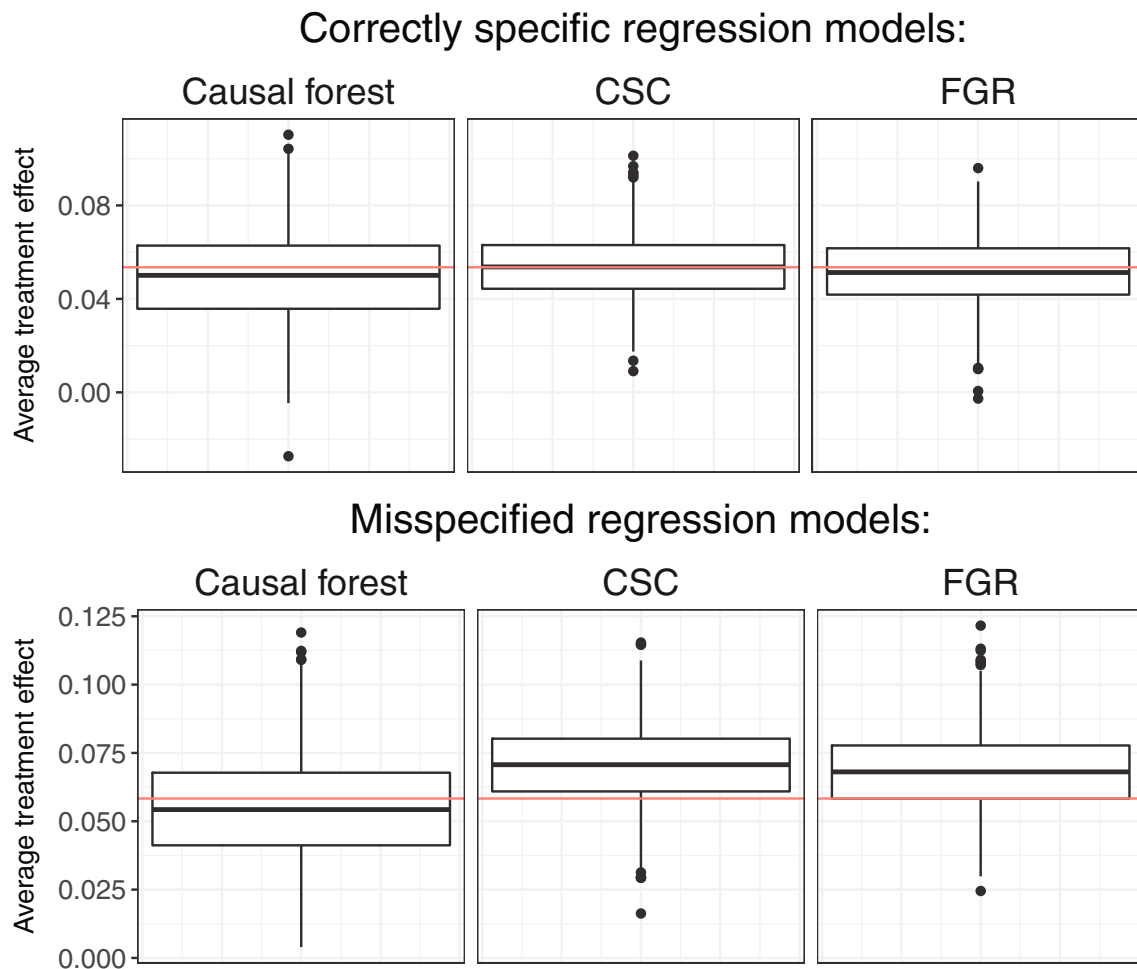 Correctly specific regression models:
Causal forest CSC FGR
Average treatment effect
0.08
0.04
0.00
Misspecified regression models:
Causal forest CSC FGR
Average treatment effect
0.125
0.100
0.075
0.050
0.025
0.000